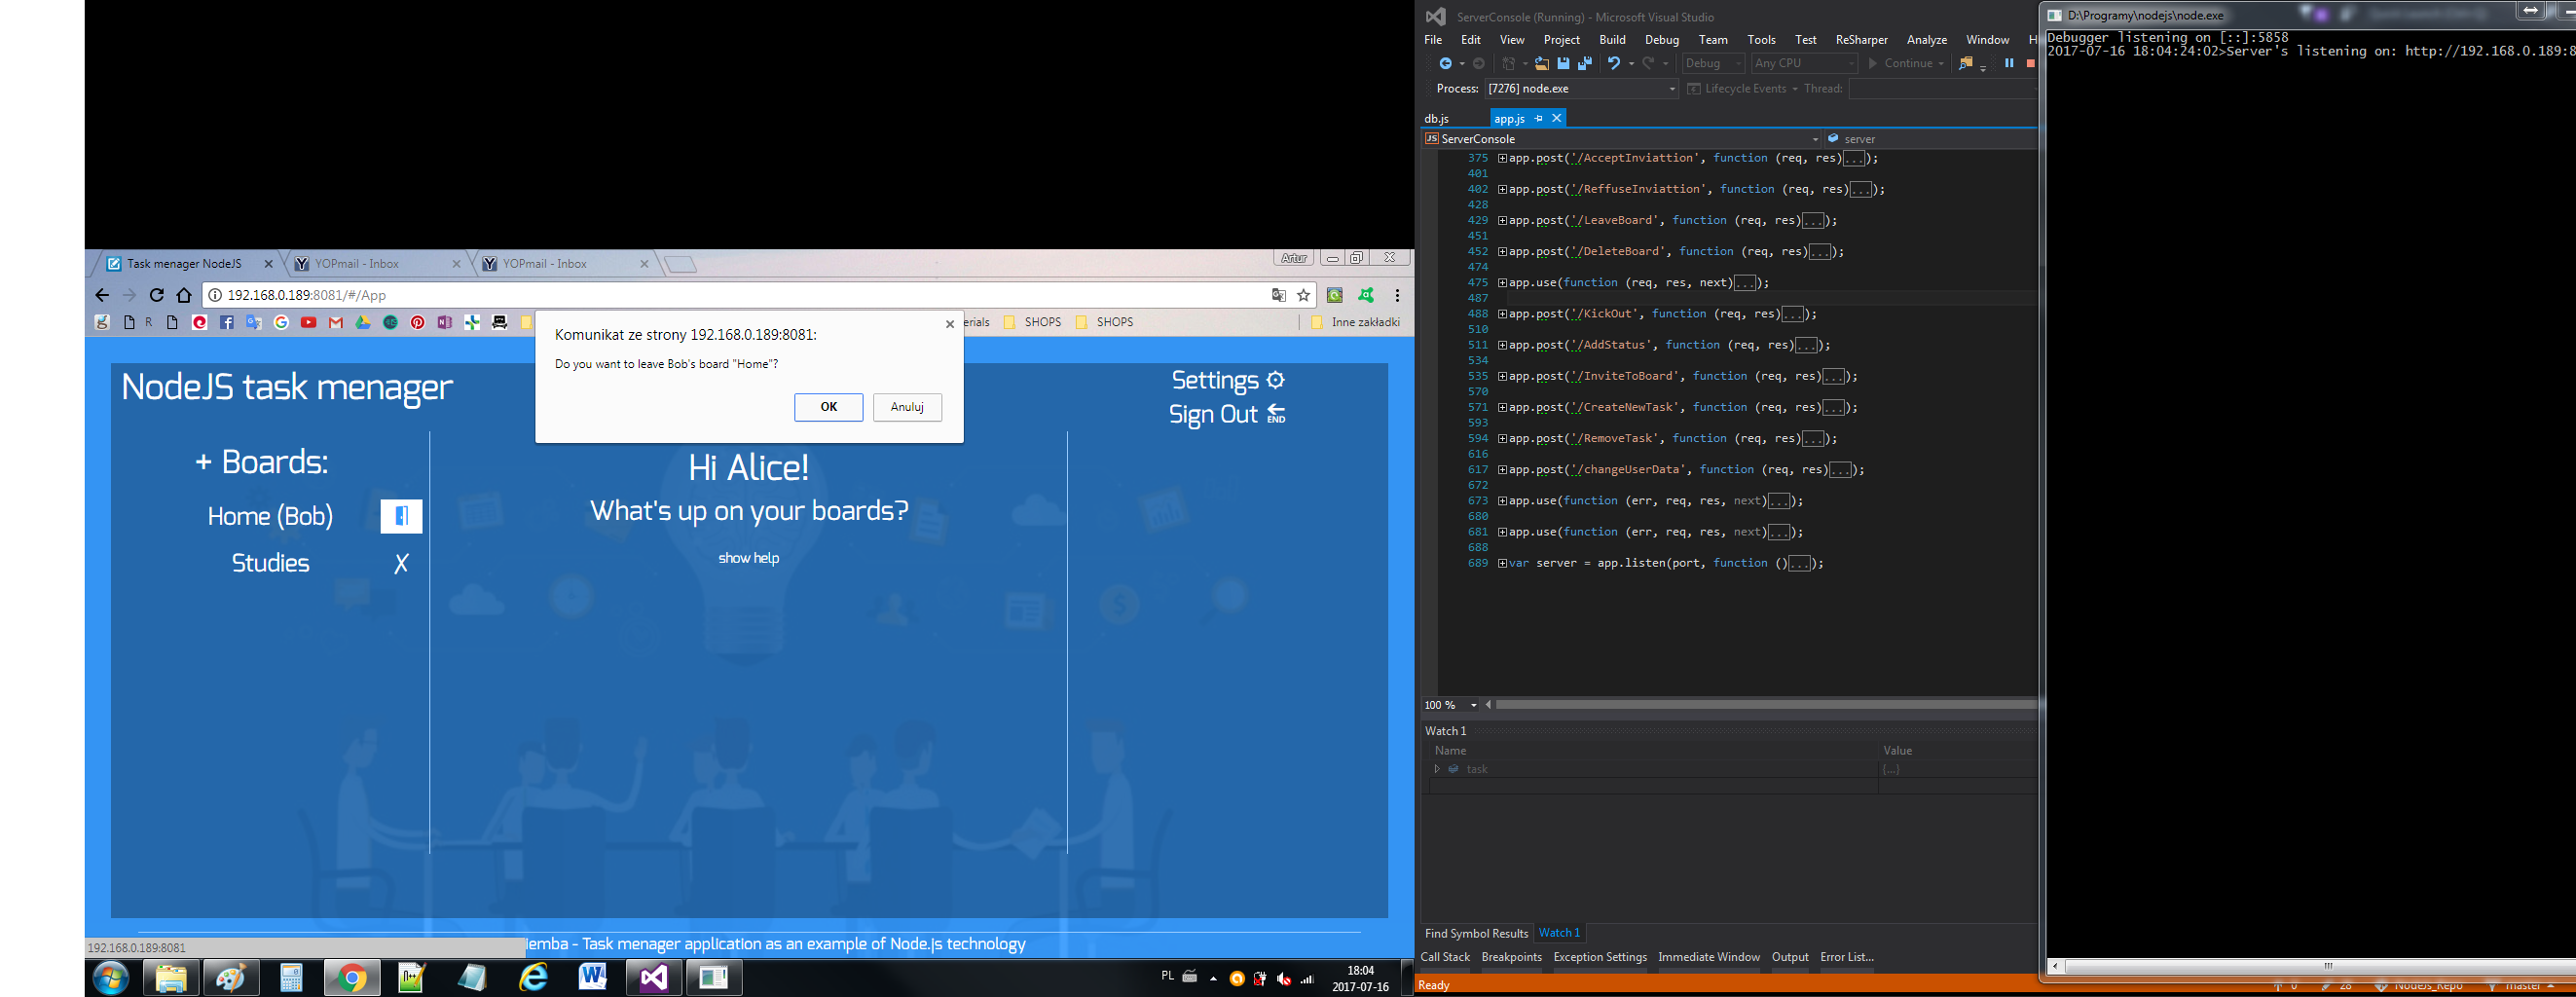 Task menager NodeJS
YOPmail - Inbox
YOPmail - Inbox
Artur
192.168.0.189:8081/#/App
R
erials
SHOPS
SHOPS
Inne zakładki
Komunikat ze strony 192.168.0.189:8081:
Do you want to leave Bob's board "Home"?
OK
Anuluj
NodeJS task menager
Settings
Sign Out
END
+ Boards:
Home (Bob)
Studies
X
Hi Alice!
What's up on your boards?
show help
192.168.0.189:8081
iemba - Task menager application as an example of Node.js technology
PL
18:04
2017-07-16
ServerConsole (Running) - Microsoft Visual Studio
File Edit View Project Build Debug Team Tools Test ReSharper Analyze Window H
Debug Any CPU Continue
Process: [7276] node.exe Lifecycle Events Thread:
db.js app.js
JS ServerConsole server
375 app.post('/AcceptInviattion', function (req, res)...);
401
402 app.post('/ReffuseInviattion', function (req, res)...);
428
429 app.post('/LeaveBoard', function (req, res)...);
451
452 app.post('/DeleteBoard', function (req, res)...);
474
475 app.use(function (req, res, next)...);
487
488 app.post('/KickOut', function (req, res)...);
510
511 app.post('/AddStatus', function (req, res)...);
534
535 app.post('/InviteToBoard', function (req, res)...);
570
571 app.post('/CreateNewTask', function (req, res)...);
593
594 app.post('/RemoveTask', function (req, res)...);
616
617 app.post('/changeUserData', function (req, res)...);
672
673 app.use(function (err, req, res, next)...);
680
681 app.use(function (err, req, res, next)...);
688
689 var server = app.listen(port, function ()...);
100 %
Watch 1
Name Value
task {...}
Find Symbol Results Watch 1
Call Stack Breakpoints Exception Settings Immediate Window Output Error List...
Ready
0 28 NodeJs_Repo master
D:\Programy\nodejs\node.exe
Debugger listening on [::]:5858
2017-07-16 18:04:24:02>Server's listening on: http://192.168.0.189:8